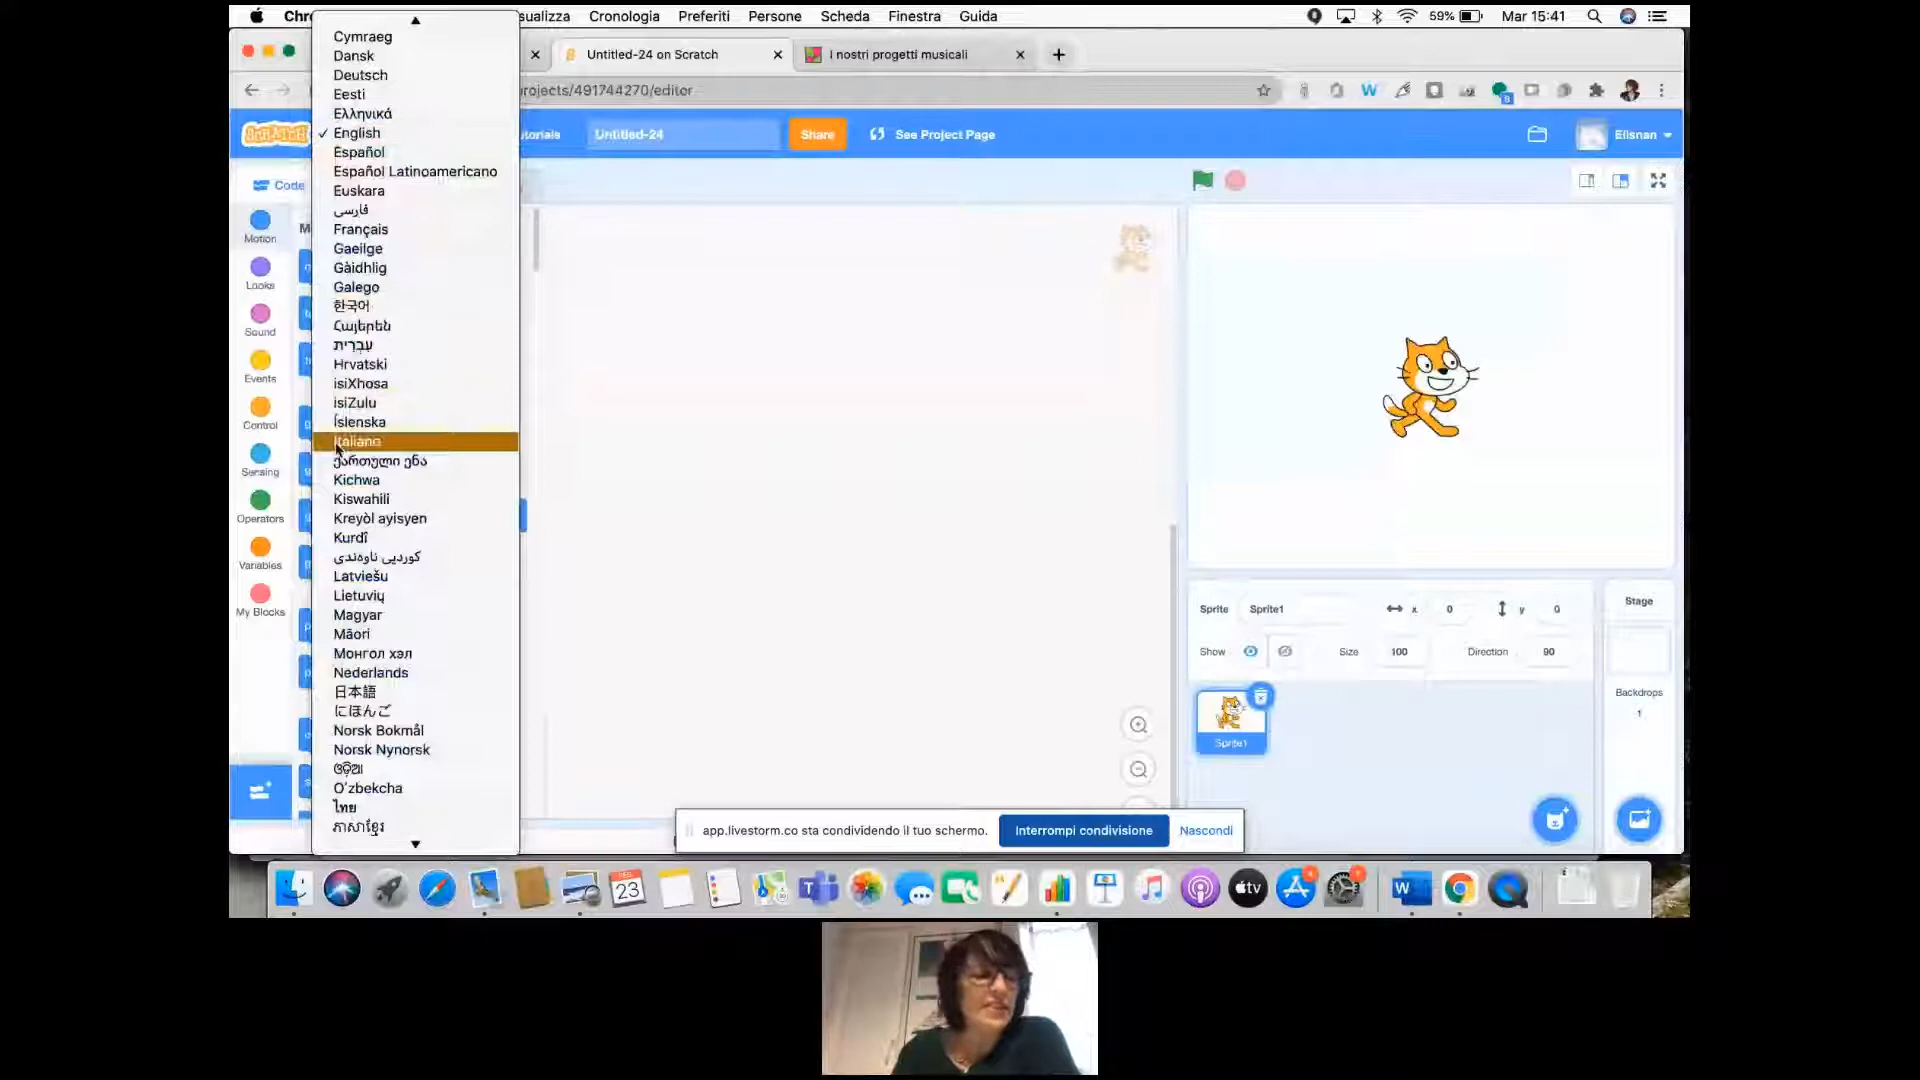 Cronologia
Preferiti
Persone
Scheda
Finestra
Guida
59%
Mar 15:41
Untitled-24 on Scratch
I nostri progetti musicali
rojects/491744270/editor
SCRATCH
Untitled-24
Share
See Project Page
Elisnan
Code
Motion
Looks
Sound
Events
Control
Sensing
Operators
Variables
My Blocks
Cymraeg
Dansk
Deutsch
Eesti
Ελληνικά
✓ English
Español
Español Latinoamericano
Euskara
فارسی
Français
Gaeilge
Gàidhlig
Galego
한국어
Հայերեն
עִבְרִית
Hrvatski
isiXhosa
isiZulu
Íslenska
Italiano
ქართული ენა
Kichwa
Kiswahili
Kreyòl ayisyen
Kurdî
کوردیی ناوەندی
Latviešu
Lietuvių
Magyar
Māori
Монгол хэл
Nederlands
日本語
にほんご
Norsk Bokmål
Norsk Nynorsk
ଓଡ଼ିଆ
O'zbekcha
ไทย
ភាសាខ្មែរ
Sprite
Sprite1
x
0
y
0
Show
Size
100
Direction
90
Sprite1
Stage
Backdrops
1
app.livestorm.co sta condividendo il tuo schermo.
Interrompi condivisione
Nascondi
23
tv
W